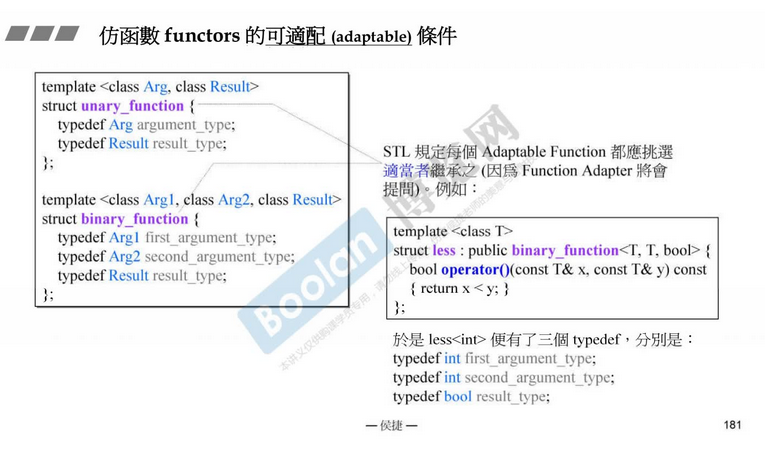 仿函數 functors 的可適配 (adaptable) 條件
template <class Arg, class Result>
struct unary_function {
typedef Arg argument_type;
typedef Result result_type;
};
template <class Arg1, class Arg2, class Result>
struct binary_function {
typedef Arg1 first_argument_type;
typedef Arg2 second_argument_type;
typedef Result result_type;
};
STL 規定每個 Adaptable Function 都應挑選
適當者繼承之 (因爲 Function Adapter 將會
提問)。例如：
template <class T>
struct less : public binary_function<T, T, bool> {
bool operator()(const T& x, const T& y) const
{ return x < y; }
};
於是 less<int> 便有了三個 typedef，分別是：
typedef int first_argument_type;
typedef int second_argument_type;
typedef bool result_type;
Boolan
博览网
— 侯捷 —
181